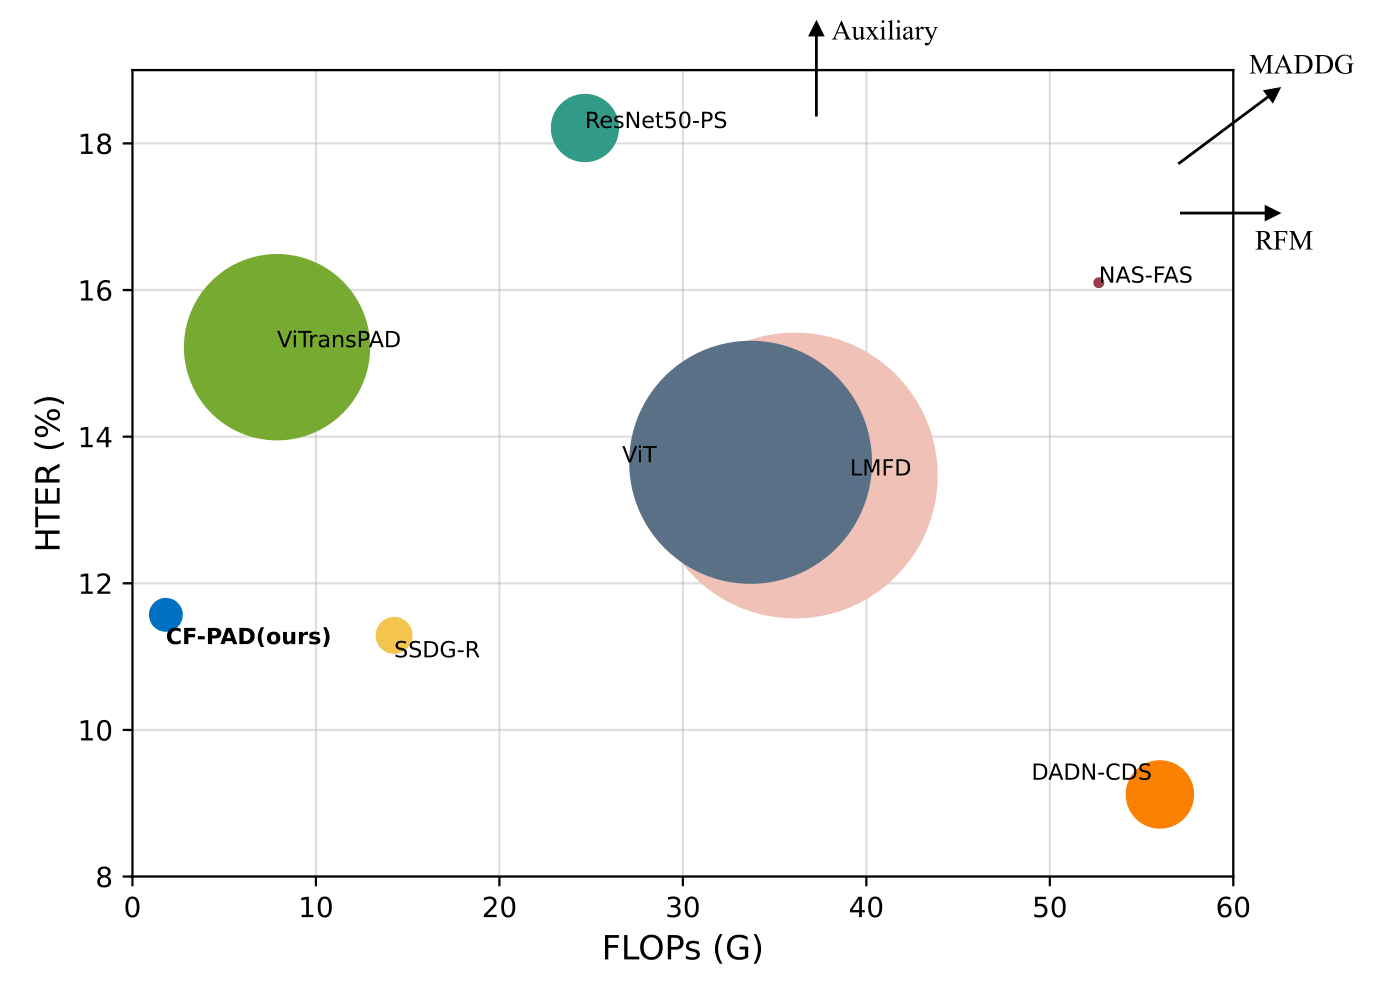 Auxiliary
MADDG
ResNet50-PS
18
RFM
NAS-FAS
16
ViTransPAD
14
ViT
LMFD
HTER (%)
12
CF-PAD(ours)
SSDG-R
10
DADN-CDS
8
0 10 20 30 40 50 60
FLOPs (G)